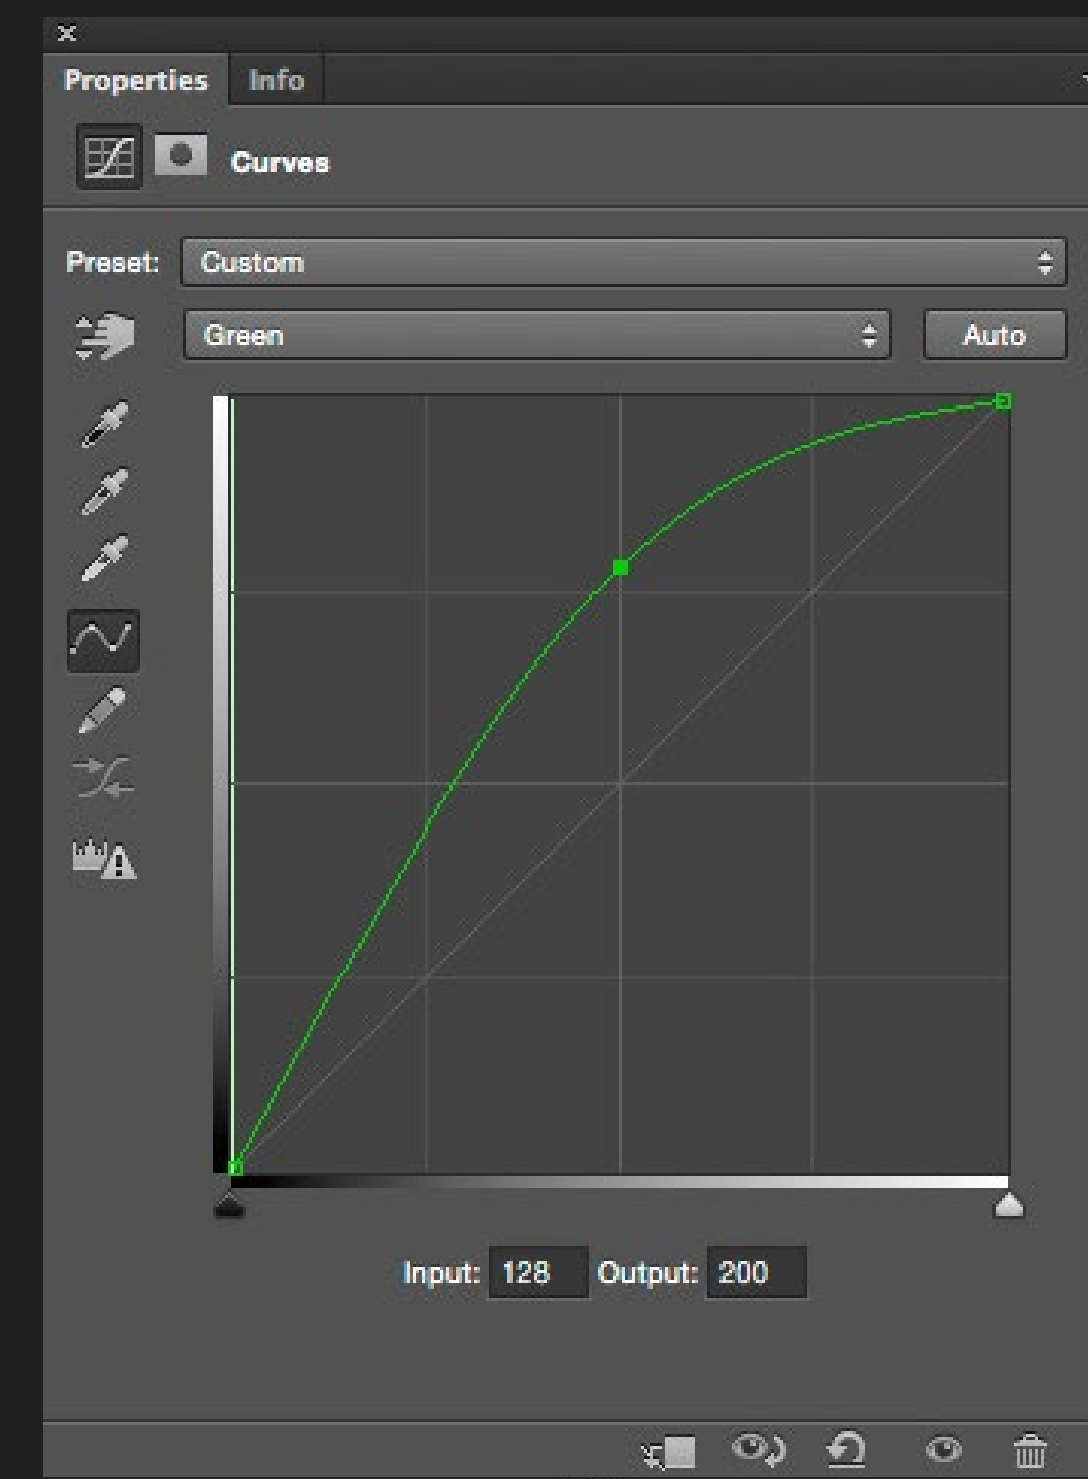 Properties Info
Curves
Preset: Custom
Green Auto
Input: 128 Output: 200